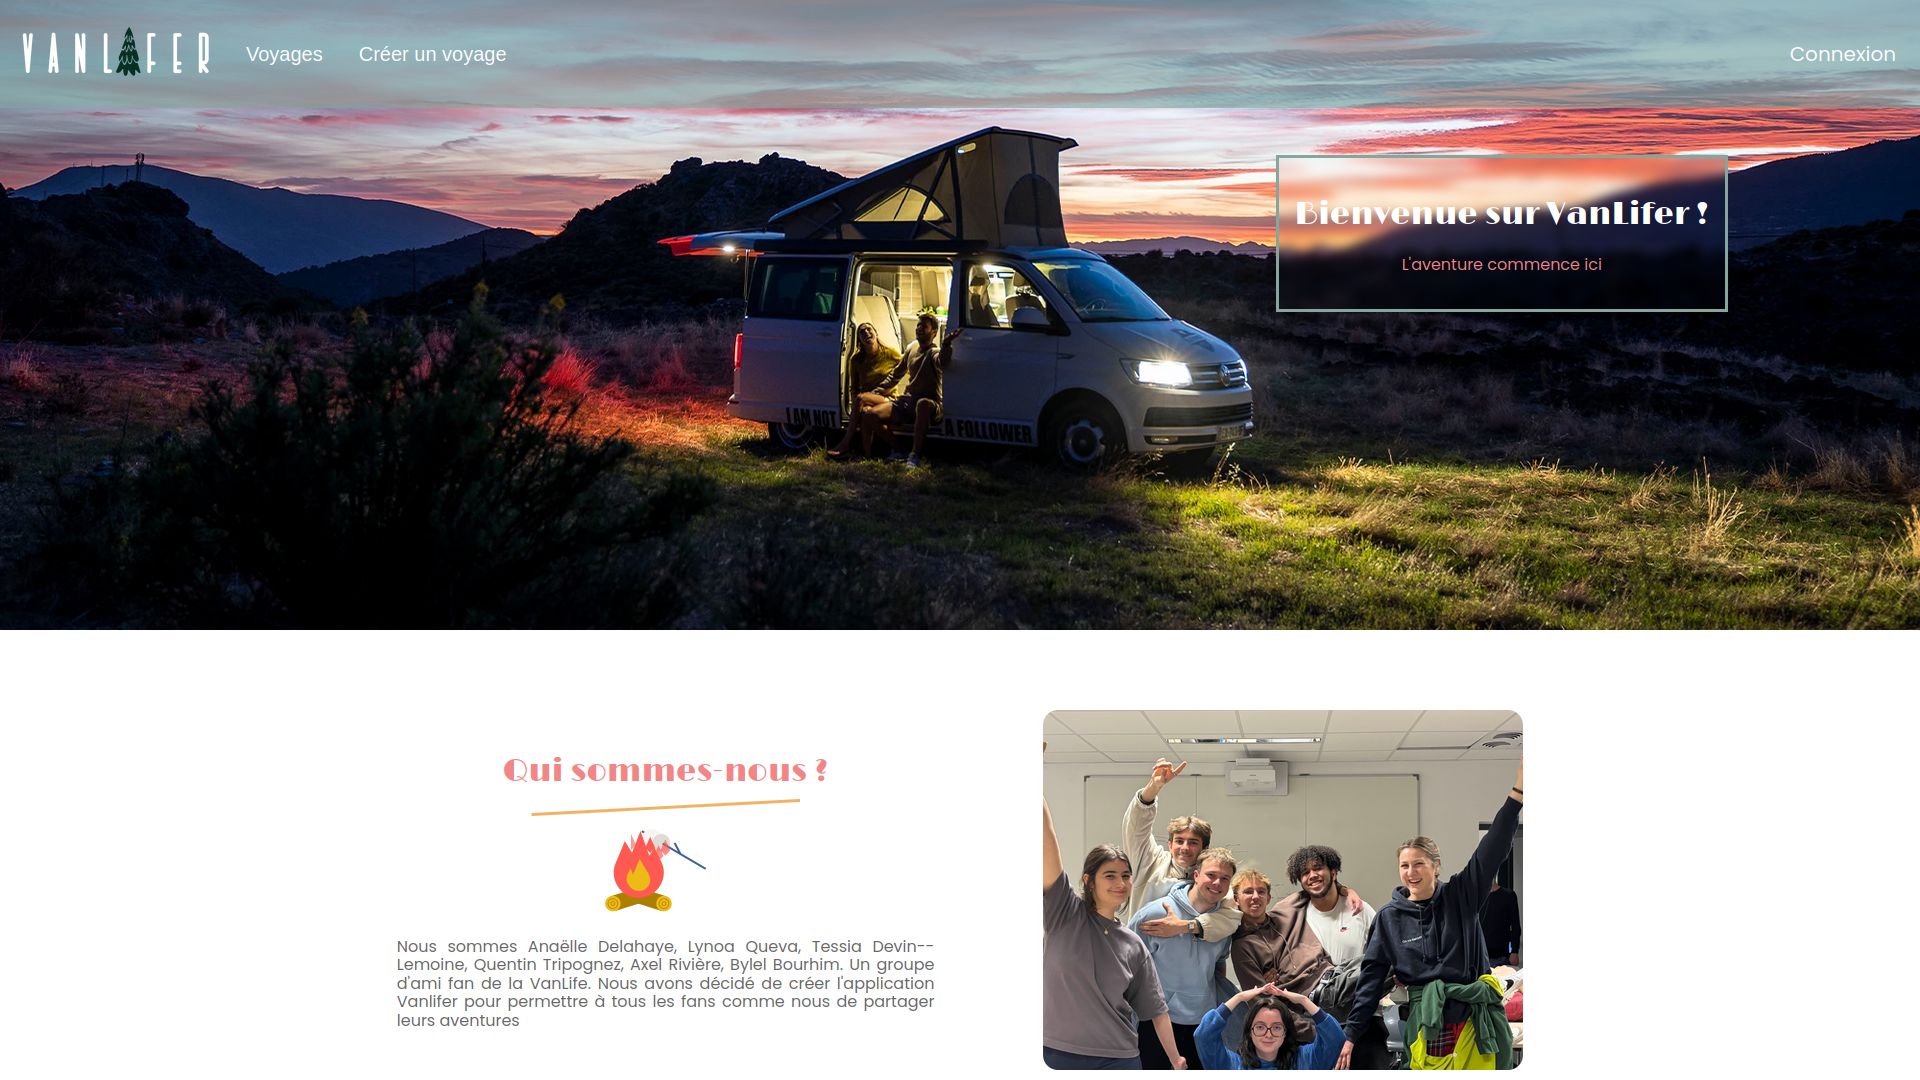 VANLIFER
Voyages
Créer un voyage
Connexion
Bienvenue sur VanLifer !
L'aventure commence ici
I AM NOT
A FOLLOWER
Qui sommes-nous ?
Nous sommes Anaëlle Delahaye, Lynoa Queva, Tessia Devin--
Lemoine, Quentin Tripognez, Axel Rivière, Bylel Bourhim. Un groupe
d'ami fan de la VanLife. Nous avons décidé de créer l'application
Vanlifer pour permettre à tous les fans comme nous de partager
leurs aventures